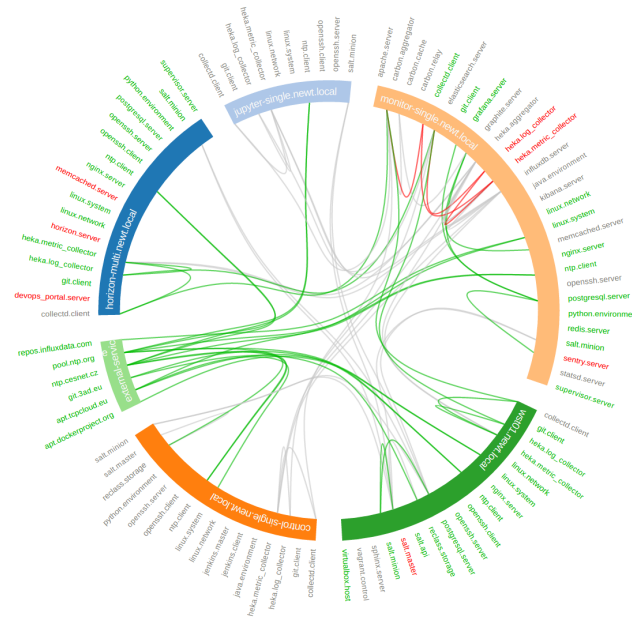 collectd.client
git.client
heka.log_collector
heka.metric_collector
linux.network
linux.system
ntp.client
openssh.client
openssh.server
salt.minion
jupyter-single.newt.local
apache.server
carbon.aggregator
carbon.cache
carbon.relay
collectd.client
elasticsearch.server
git.client
grafana.server
graphite.server
heka.aggregator
heka.log_collector
heka.metric_collector
influxdb.server
java.environment
kibana.server
linux.network
linux.system
memcached.server
nginx.server
ntp.client
openssh.server
postgresql.server
python.environment
redis.server
salt.minion
sentry.server
statsd.server
supervisor.server
monitor-single.newt.local
collectd.client
git.client
heka.log_collector
heka.metric_collector
linux.network
linux.system
nginx.server
ntp.client
openssh.client
openssh.server
postgresql.server
reclass.storage
salt.api
salt.master
salt.minion
sphinx.server
vagrant.control
virtualbox.host
wst01.newt.local
collectd.client
git.client
heka.log_collector
heka.metric_collector
java.environment
jenkins.client
jenkins.master
linux.network
linux.system
ntp.client
openssh.client
openssh.server
python.environment
reclass.storage
salt.master
salt.minion
control-single.newt.local
apt.dockerproject.org
apt.tcpcloud.eu
git.3ad.eu
ntp.cesnet.cz
pool.ntp.org
repos.influxdata.com
collectd.client
devops_portal.server
git.client
heka.log_collector
heka.metric_collector
horizon.server
linux.network
linux.system
memcached.server
nginx.server
ntp.client
openssh.client
openssh.server
postgresql.server
python.environment
salt.minion
supervisor.server
horizon-multi.newt.local